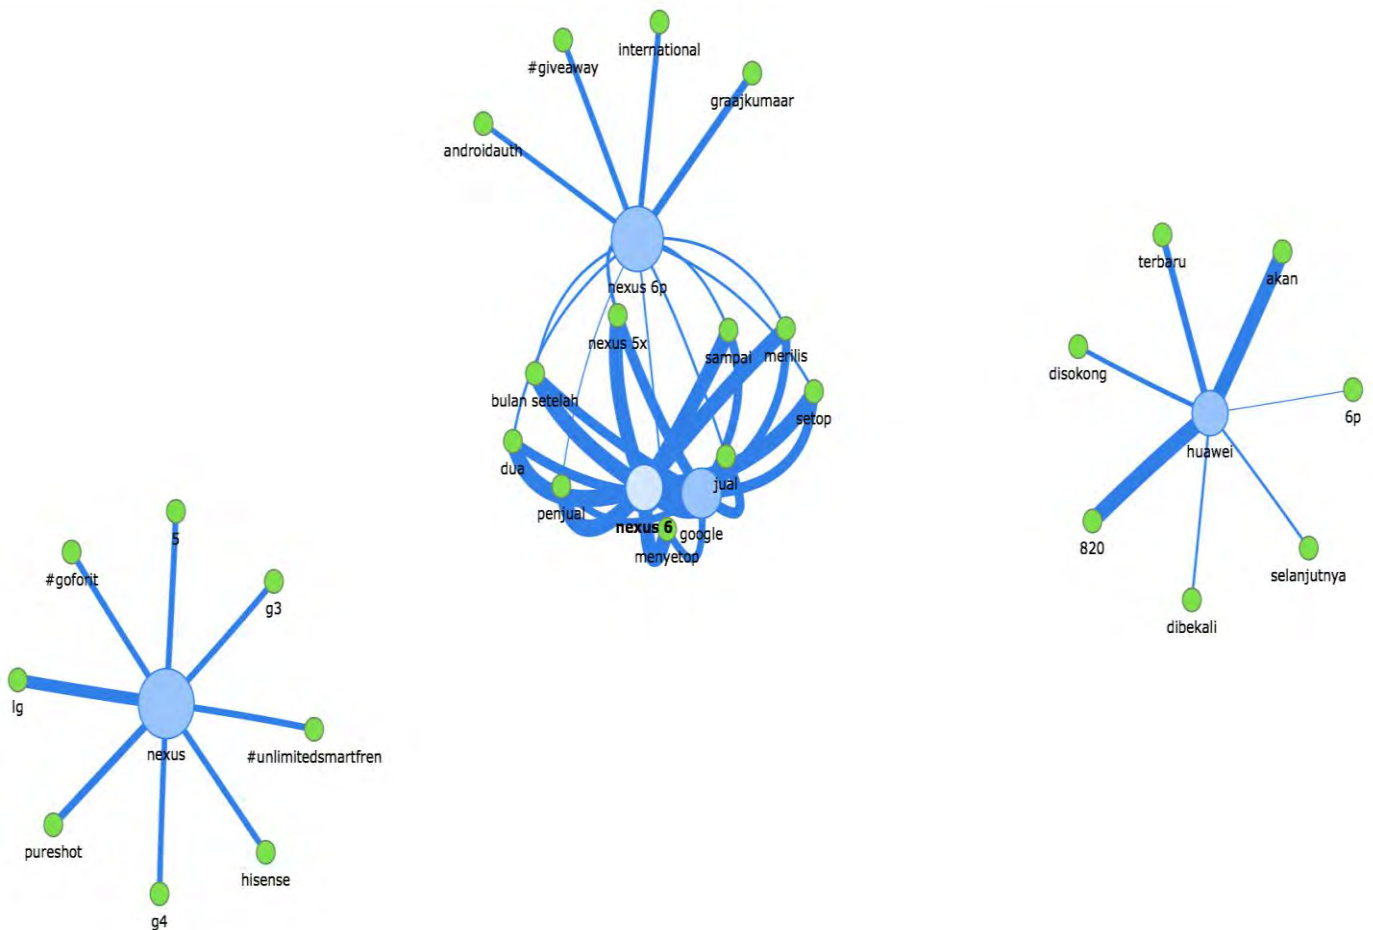 international
#giveaway
graajkumaar
androidauth
nexus 6p
nexus 5x
sampai
merilis
bulan setelah
setop
dua
jual
penjual
nexus 6
google
menyetop
terbaru
akan
disokong
6p
huawei
820
selanjutnya
dibekali
5
#goforit
g3
lg
nexus
#unlimitedsmartfren
pureshot
hisense
g4